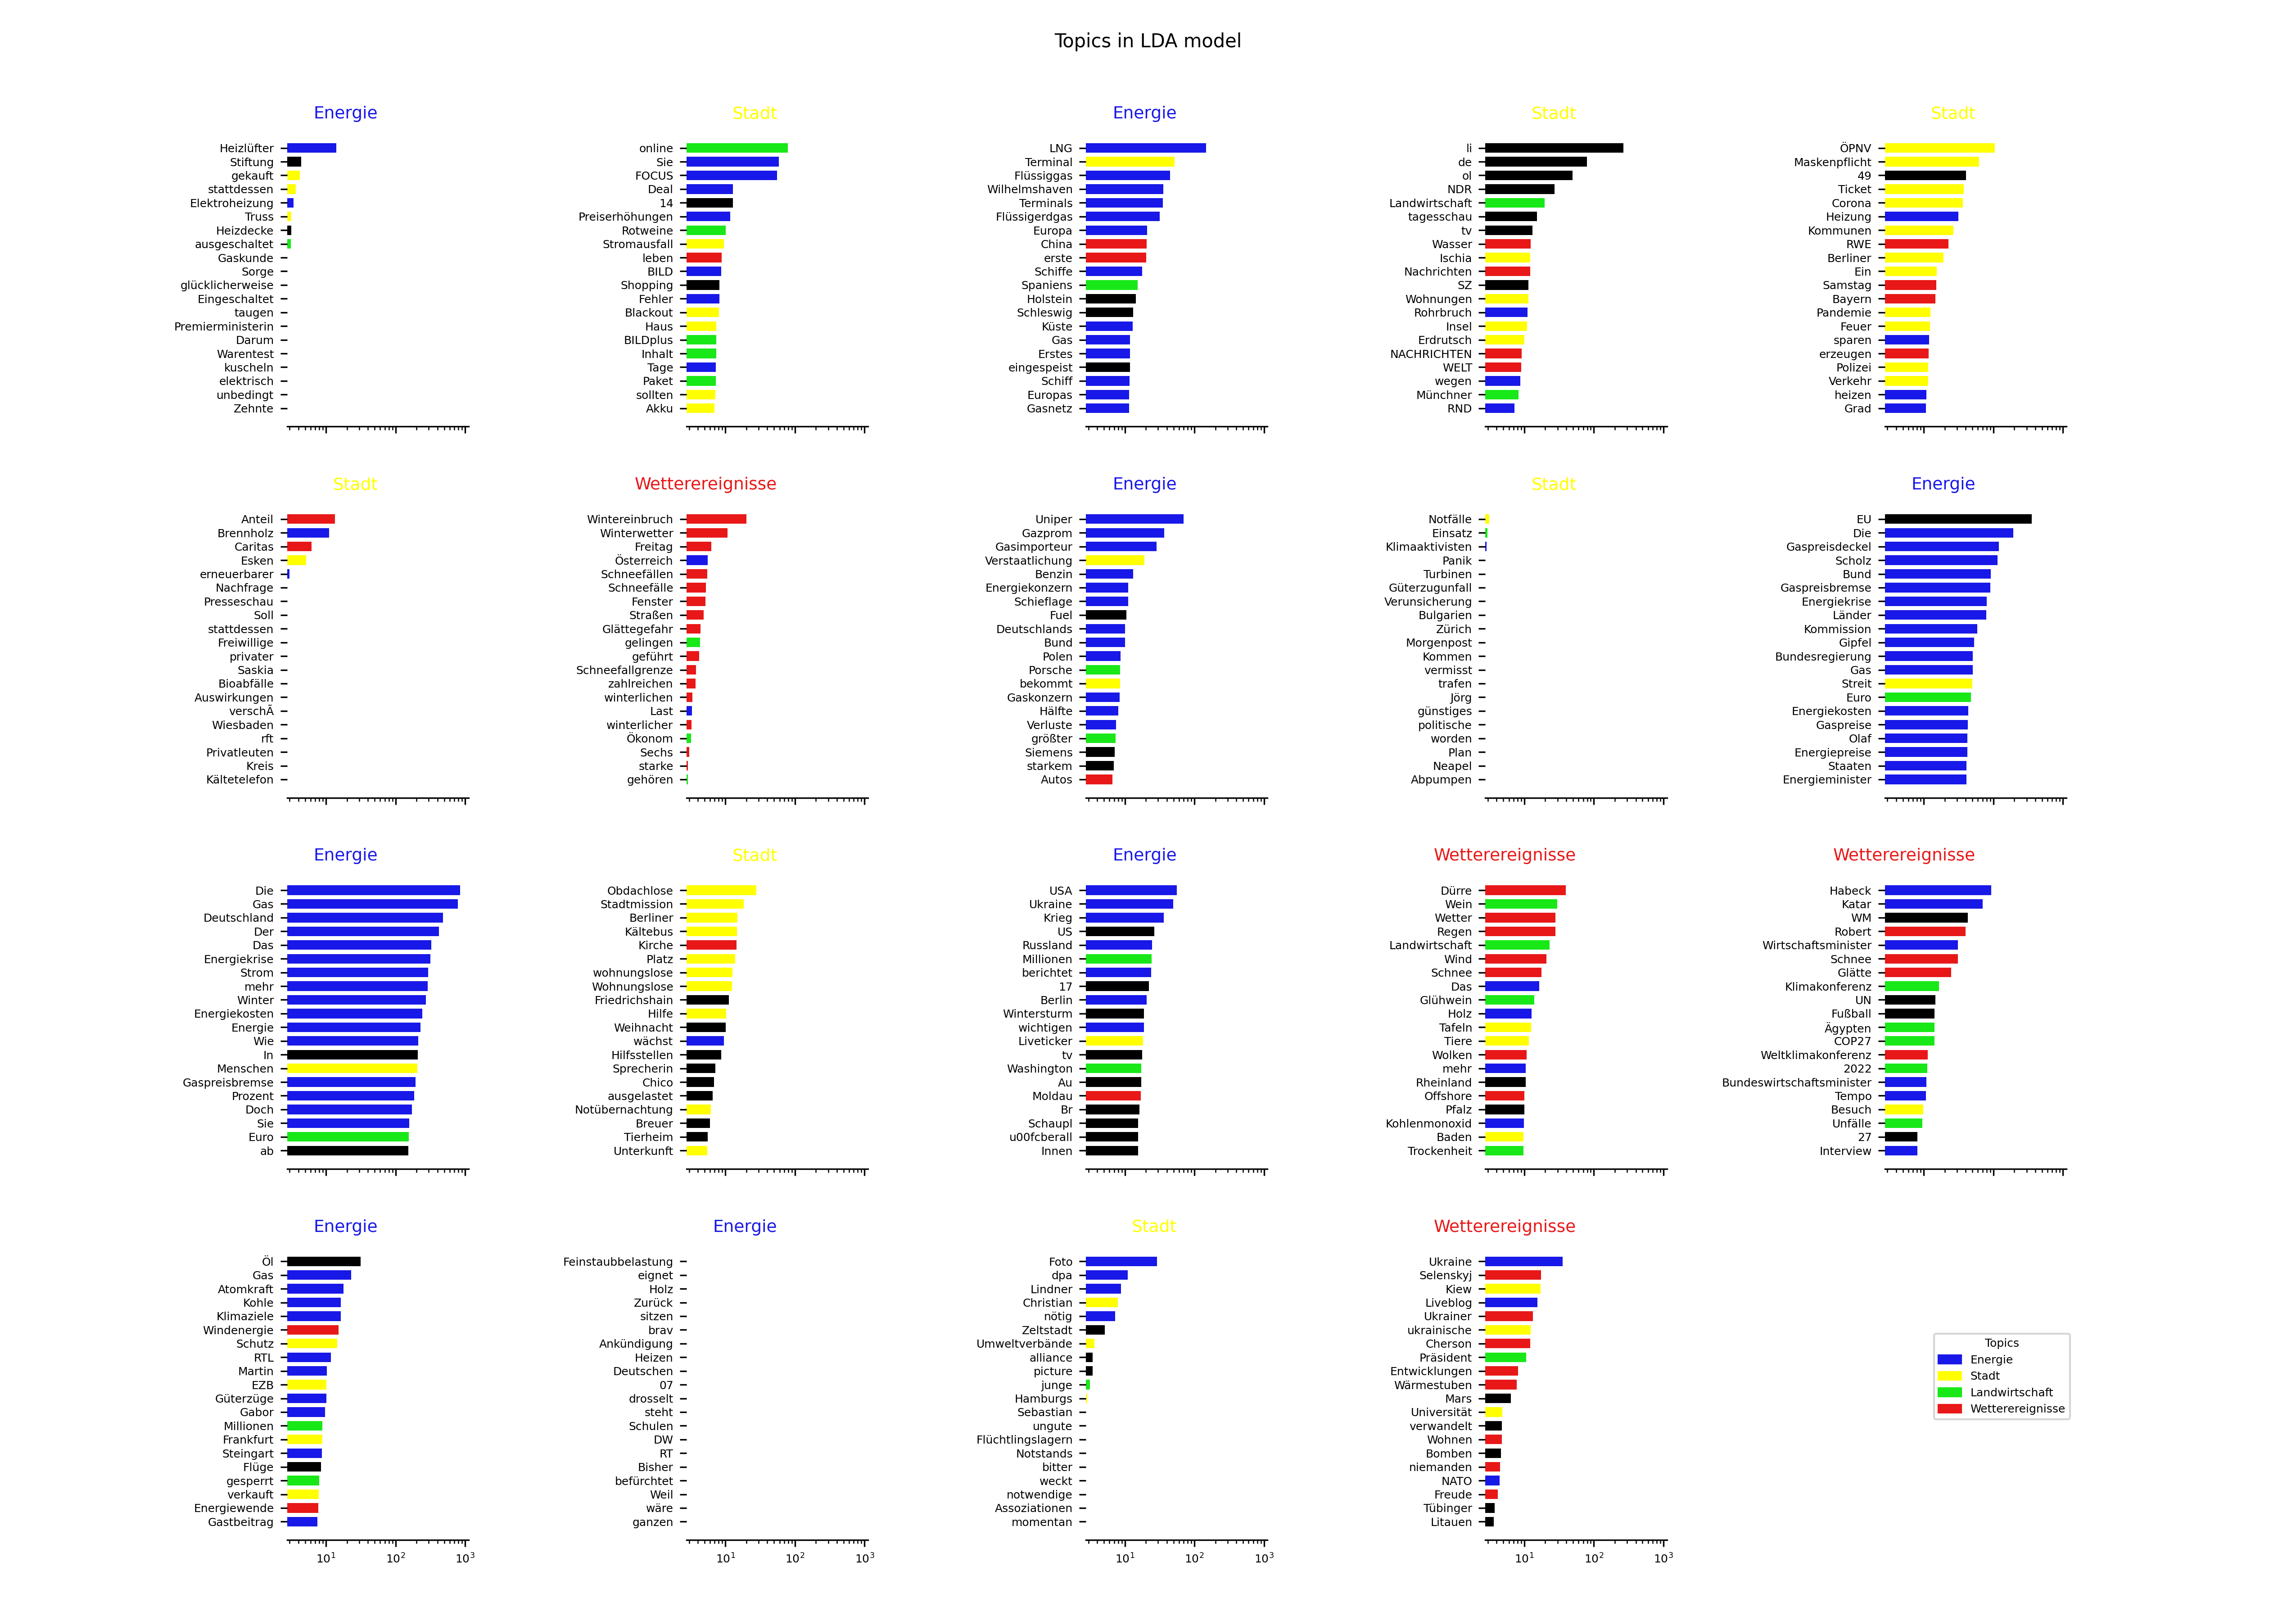 Topics in LDA model
Energie
Heizlüfter
Stiftung
gekauft
stattdessen
Elektroheizung
Truss
Heizdecke
ausgeschaltet
Gaskunde
Sorge
glücklicherweise
Eingeschaltet
taugen
Premierministerin
Darum
Warentest
kuscheln
elektrisch
unbedingt
Zehnte
Stadt
online
Sie
FOCUS
Deal
14
Preiserhöhungen
Rotweine
Stromausfall
leben
BILD
Shopping
Fehler
Blackout
Haus
BILDplus
Inhalt
Tage
Paket
sollten
Akku
Energie
LNG
Terminal
Flüssiggas
Wilhelmshaven
Terminals
Flüssigerdgas
Europa
China
erste
Schiffe
Spaniens
Holstein
Schleswig
Küste
Gas
Erstes
eingespeist
Schiff
Europas
Gasnetz
Stadt
li
de
ol
NDR
Landwirtschaft
tagesschau
tv
Wasser
Ischia
Nachrichten
SZ
Wohnungen
Rohrbruch
Insel
Erdrutsch
NACHRICHTEN
WELT
wegen
Münchner
RND
Stadt
ÖPNV
Maskenpflicht
49
Ticket
Corona
Heizung
Kommunen
RWE
Berliner
Ein
Samstag
Bayern
Pandemie
Feuer
sparen
erzeugen
Polizei
Verkehr
heizen
Grad
Stadt
Anteil
Brennholz
Caritas
Esken
erneuerbarer
Nachfrage
Presseschau
Soll
stattdessen
Freiwillige
privater
Saskia
Bioabfälle
Auswirkungen
verschÃ
Wiesbaden
rft
Privatleuten
Kreis
Kältetelefon
Wetterereignisse
Wintereinbruch
Winterwetter
Freitag
Österreich
Schneefällen
Schneefälle
Fenster
Straßen
Glättegefahr
gelingen
geführt
Schneefallgrenze
zahlreichen
winterlichen
Last
winterlicher
Ökonom
Sechs
starke
gehören
Energie
Uniper
Gazprom
Gasimporteur
Verstaatlichung
Benzin
Energiekonzern
Schieflage
Fuel
Deutschlands
Bund
Polen
Porsche
bekommt
Gaskonzern
Hälfte
Verluste
größter
Siemens
starkem
Autos
Stadt
Notfälle
Einsatz
Klimaaktivisten
Panik
Turbinen
Güterzugunfall
Verunsicherung
Bulgarien
Zürich
Morgenpost
Kommen
vermisst
trafen
Jörg
günstiges
politische
worden
Plan
Neapel
Abpumpen
Energie
EU
Die
Gaspreisdeckel
Scholz
Bund
Gaspreisbremse
Energiekrise
Länder
Kommission
Gipfel
Bundesregierung
Gas
Streit
Euro
Energiekosten
Gaspreise
Olaf
Energiepreise
Staaten
Energieminister
Energie
Die
Gas
Deutschland
Der
Das
Energiekrise
Strom
mehr
Winter
Energiekosten
Energie
Wie
In
Menschen
Gaspreisbremse
Prozent
Doch
Sie
Euro
ab
Stadt
Obdachlose
Stadtmission
Berliner
Kältebus
Kirche
Platz
wohnungslose
Wohnungslose
Friedrichshain
Hilfe
Weihnacht
wächst
Hilfsstellen
Sprecherin
Chico
ausgelastet
Notübernachtung
Breuer
Tierheim
Unterkunft
Energie
USA
Ukraine
Krieg
US
Russland
Millionen
berichtet
17
Berlin
Wintersturm
wichtigen
Liveticker
tv
Washington
Au
Moldau
Br
Schaupl
u00fcberall
Innen
Wetterereignisse
Dürre
Wein
Wetter
Regen
Landwirtschaft
Wind
Schnee
Das
Glühwein
Holz
Tafeln
Tiere
Wolken
mehr
Rheinland
Offshore
Pfalz
Kohlenmonoxid
Baden
Trockenheit
Wetterereignisse
Habeck
Katar
WM
Robert
Wirtschaftsminister
Schnee
Glätte
Klimakonferenz
UN
Fußball
Ägypten
COP27
Weltklimakonferenz
2022
Bundeswirtschaftsminister
Tempo
Besuch
Unfälle
27
Interview
Energie
Öl
Gas
Atomkraft
Kohle
Klimaziele
Windenergie
Schutz
RTL
Martin
EZB
Güterzüge
Gabor
Millionen
Frankfurt
Steingart
Flüge
gesperrt
verkauft
Energiewende
Gastbeitrag
10¹ 10² 10³
Energie
Feinstaubbelastung
eignet
Holz
Zurück
sitzen
brav
Ankündigung
Heizen
Deutschen
07
drosselt
steht
Schulen
DW
RT
Bisher
befürchtet
Weil
wäre
ganzen
10¹ 10² 10³
Stadt
Foto
dpa
Lindner
Christian
nötig
Zeltstadt
Umweltverbände
alliance
picture
junge
Hamburgs
Sebastian
ungute
Flüchtlingslagern
Notstands
bitter
weckt
notwendige
Assoziationen
momentan
10¹ 10² 10³
Wetterereignisse
Ukraine
Selenskyj
Kiew
Liveblog
Ukrainer
ukrainische
Cherson
Präsident
Entwicklungen
Wärmestuben
Mars
Universität
verwandelt
Wohnen
Bomben
niemanden
NATO
Freude
Tübinger
Litauen
10¹ 10² 10³
Topics
Energie
Stadt
Landwirtschaft
Wetterereignisse